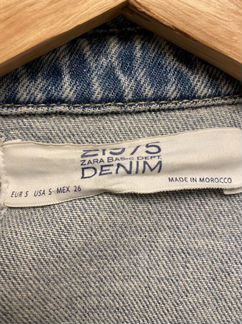 Z1975
ZARA BASIC DEPT.
DENIM
MADE IN MOROCCO
EUR S USA S MEX 26